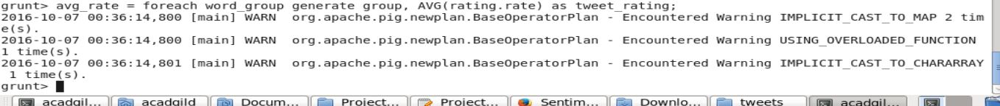 grunt> avg_rate = foreach word_group generate group, AVG(rating.rate) as tweet_rating;
2016-10-07 00:36:14,800 [main] WARN  org.apache.pig.newplan.BaseOperatorPlan - Encountered Warning IMPLICIT_CAST_TO_MAP 2 tim
e(s).
2016-10-07 00:36:14,800 [main] WARN  org.apache.pig.newplan.BaseOperatorPlan - Encountered Warning USING_OVERLOADED_FUNCTION
1 time(s).
2016-10-07 00:36:14,801 [main] WARN  org.apache.pig.newplan.BaseOperatorPlan - Encountered Warning IMPLICIT_CAST_TO_CHARARRAY
 1 time(s).
grunt>
acadgil... acadgild Docum... Project... Project... Sentim... Downlo... tweets acadgil...